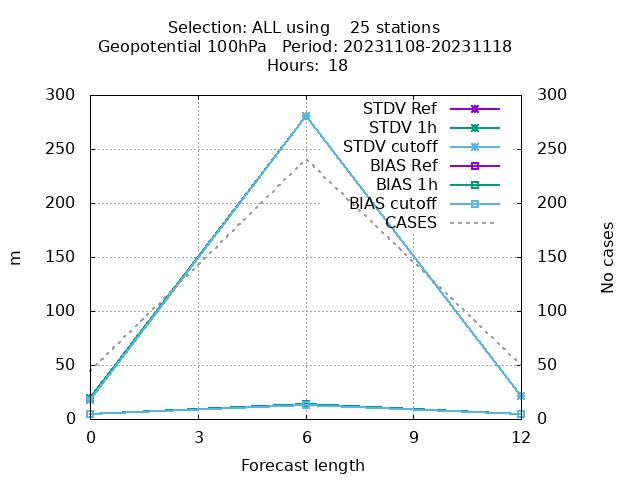 Selection: ALL using    25 stations
Geopotential 100hPa   Period: 20231108-20231118
Hours:  18
300
250
200
150
100
50
0
300
250
200
150
100
50
0
m
No cases
STDV Ref
STDV 1h
STDV cutoff
BIAS Ref
BIAS 1h
BIAS cutoff
CASES
0 3 6 9 12
Forecast length